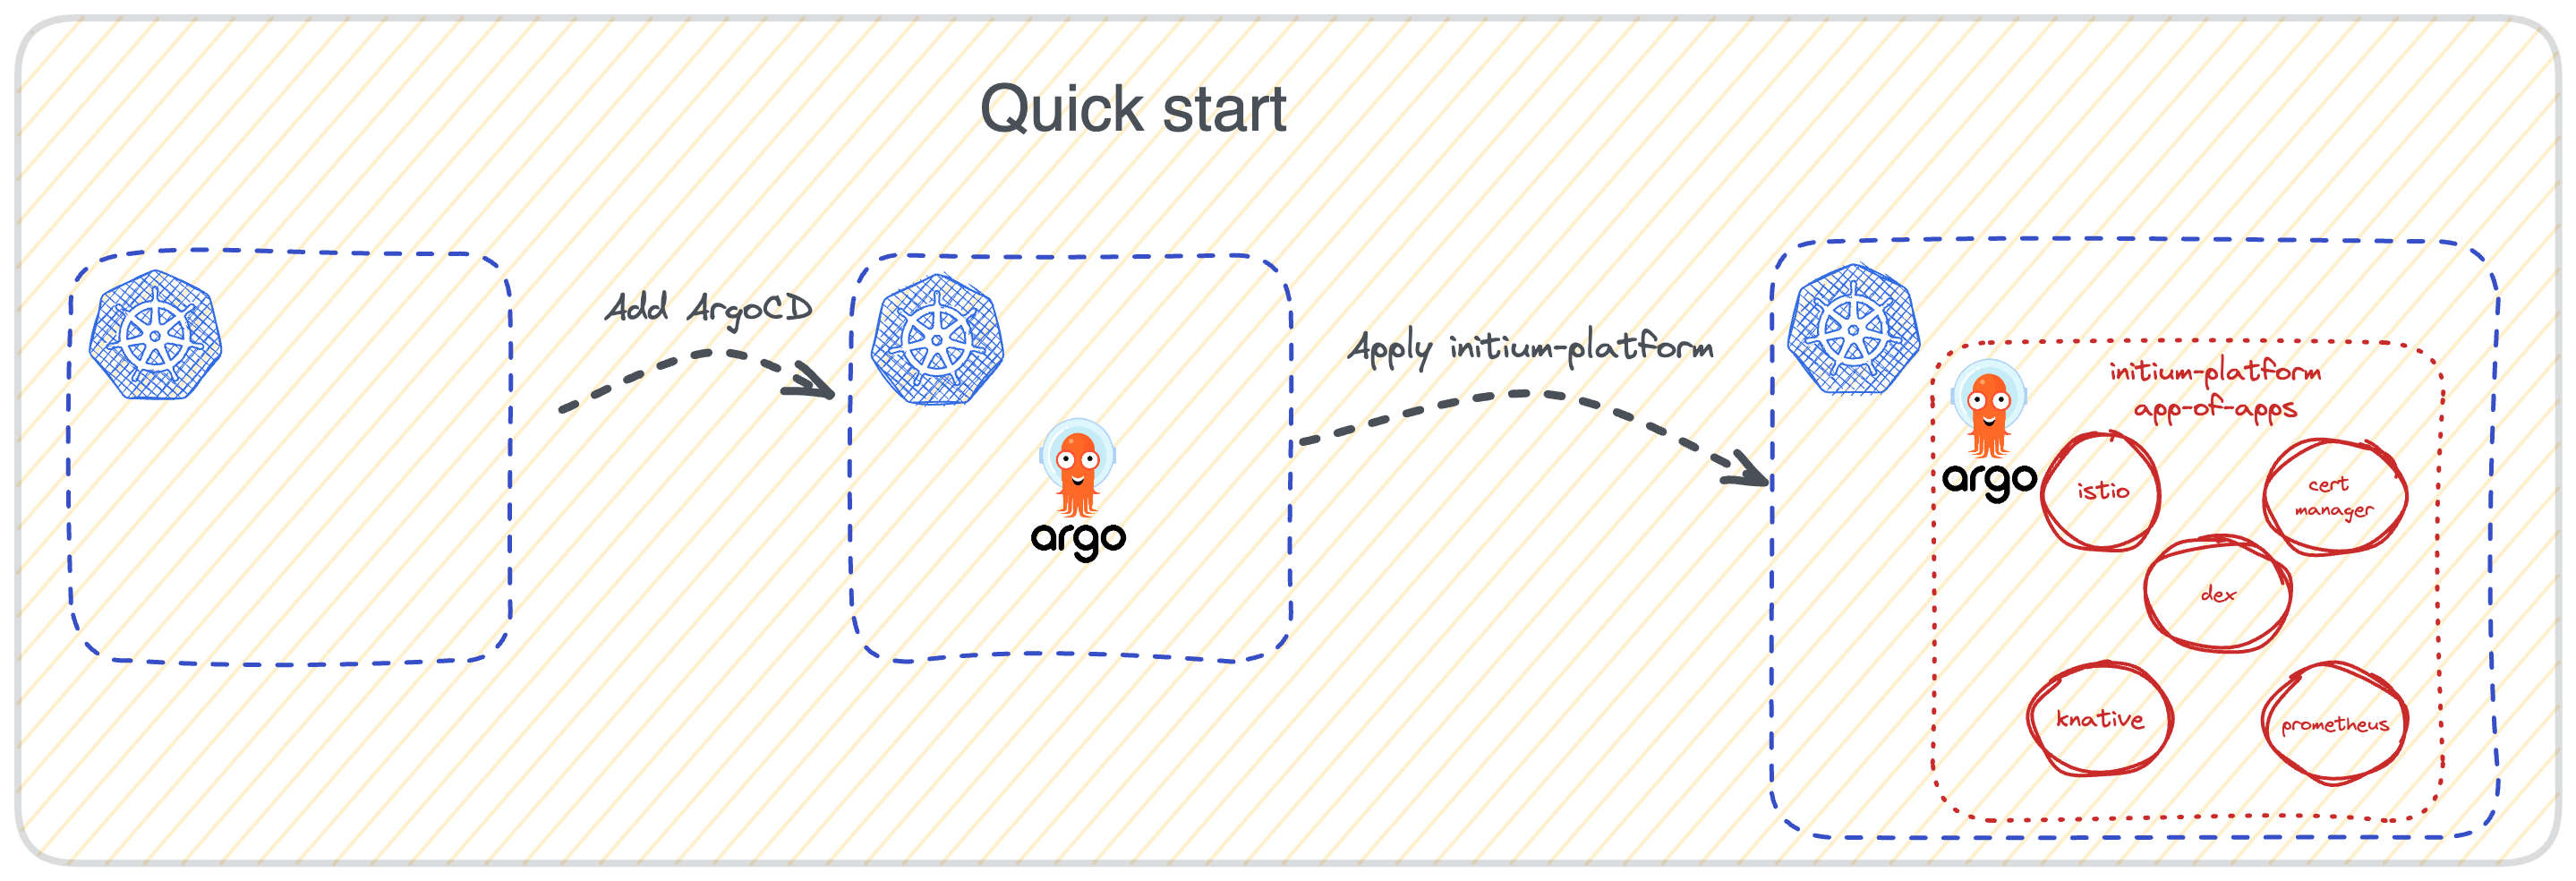 Quick start
Add ArgoCD
argo
Apply initium-platform
initium-platform
app-of-apps
argo
istio
cert
manager
dex
knative
prometheus